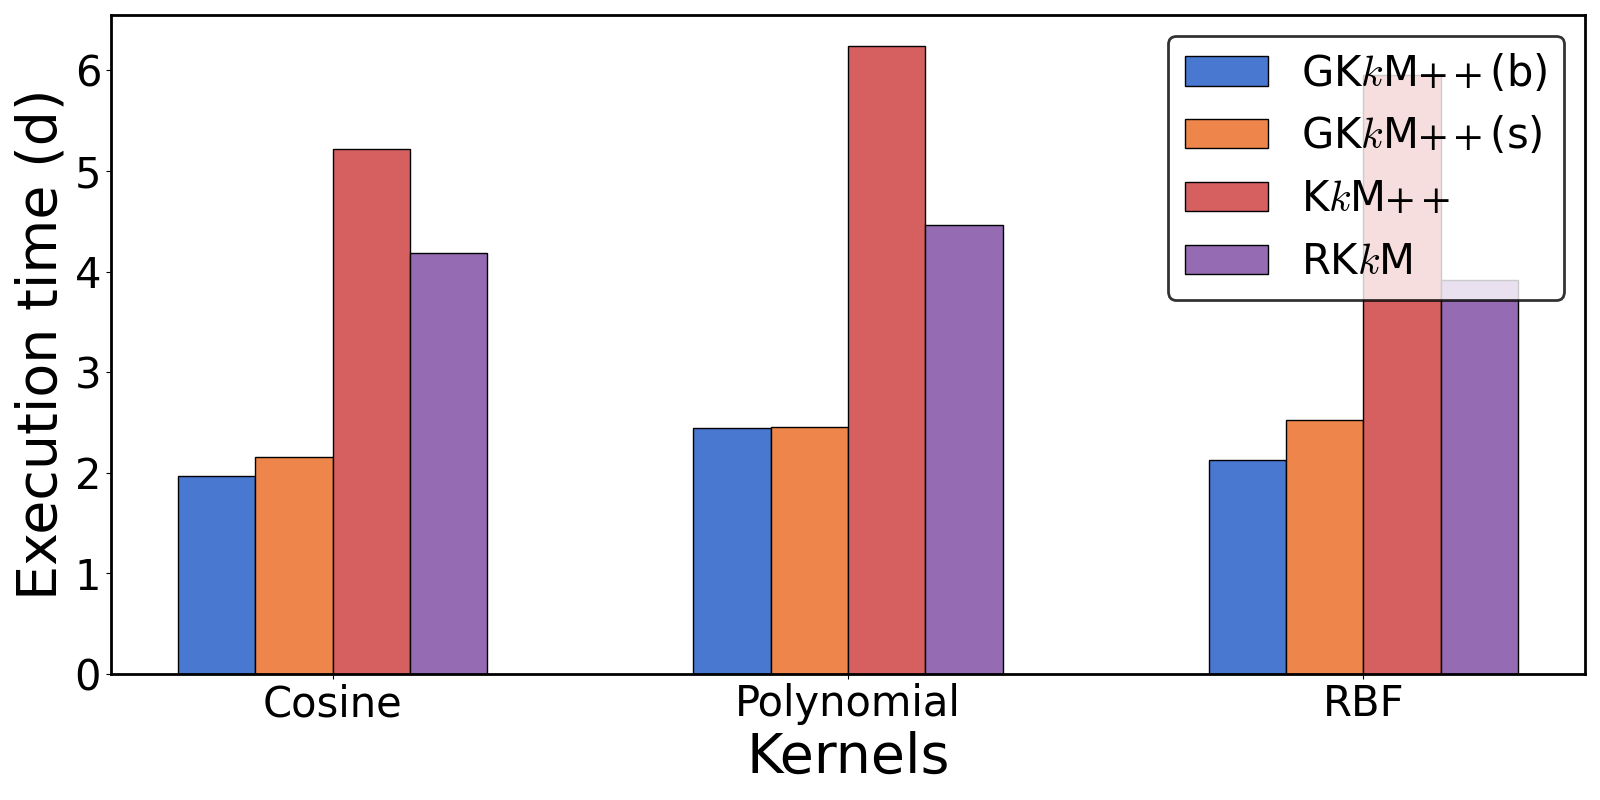 Execution time (d)
6
5
4
3
2
1
0
GKkM++(b)
GKkM++(s)
KkM++
RKkM
Cosine
Polynomial
RBF
Kernels